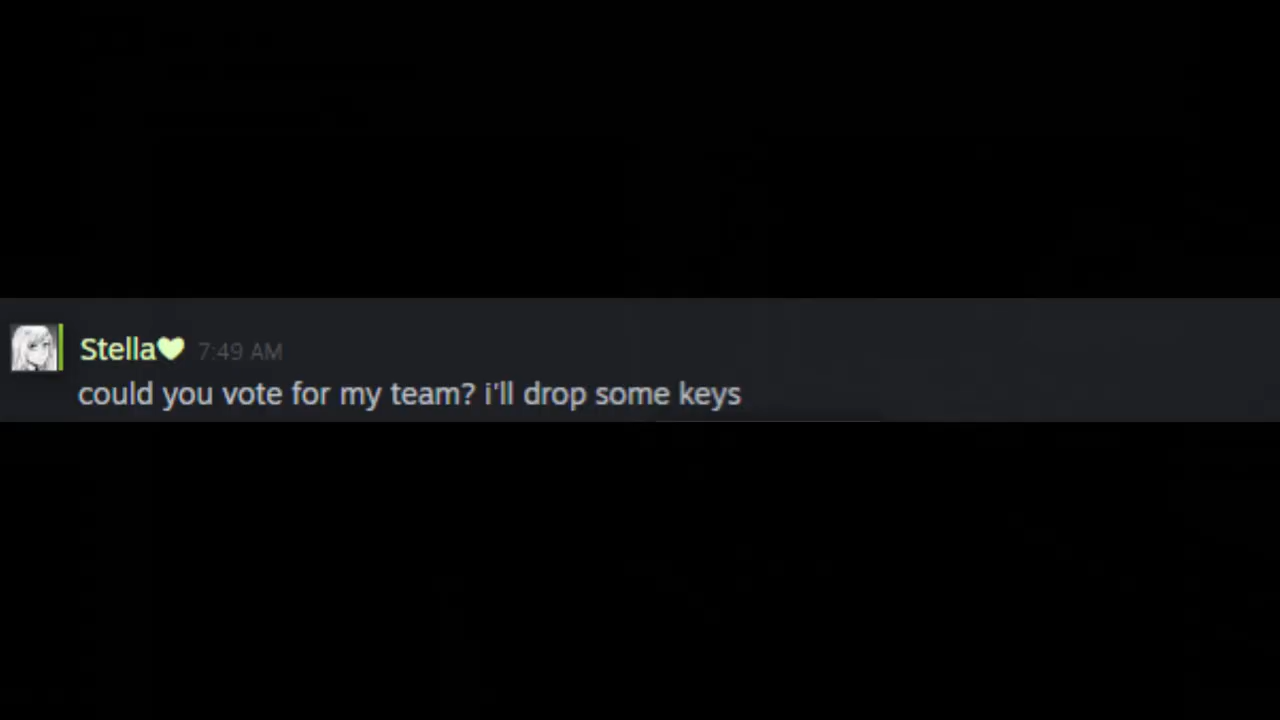 Stella💚 7:49 AM
could you vote for my team? i'll drop some keys